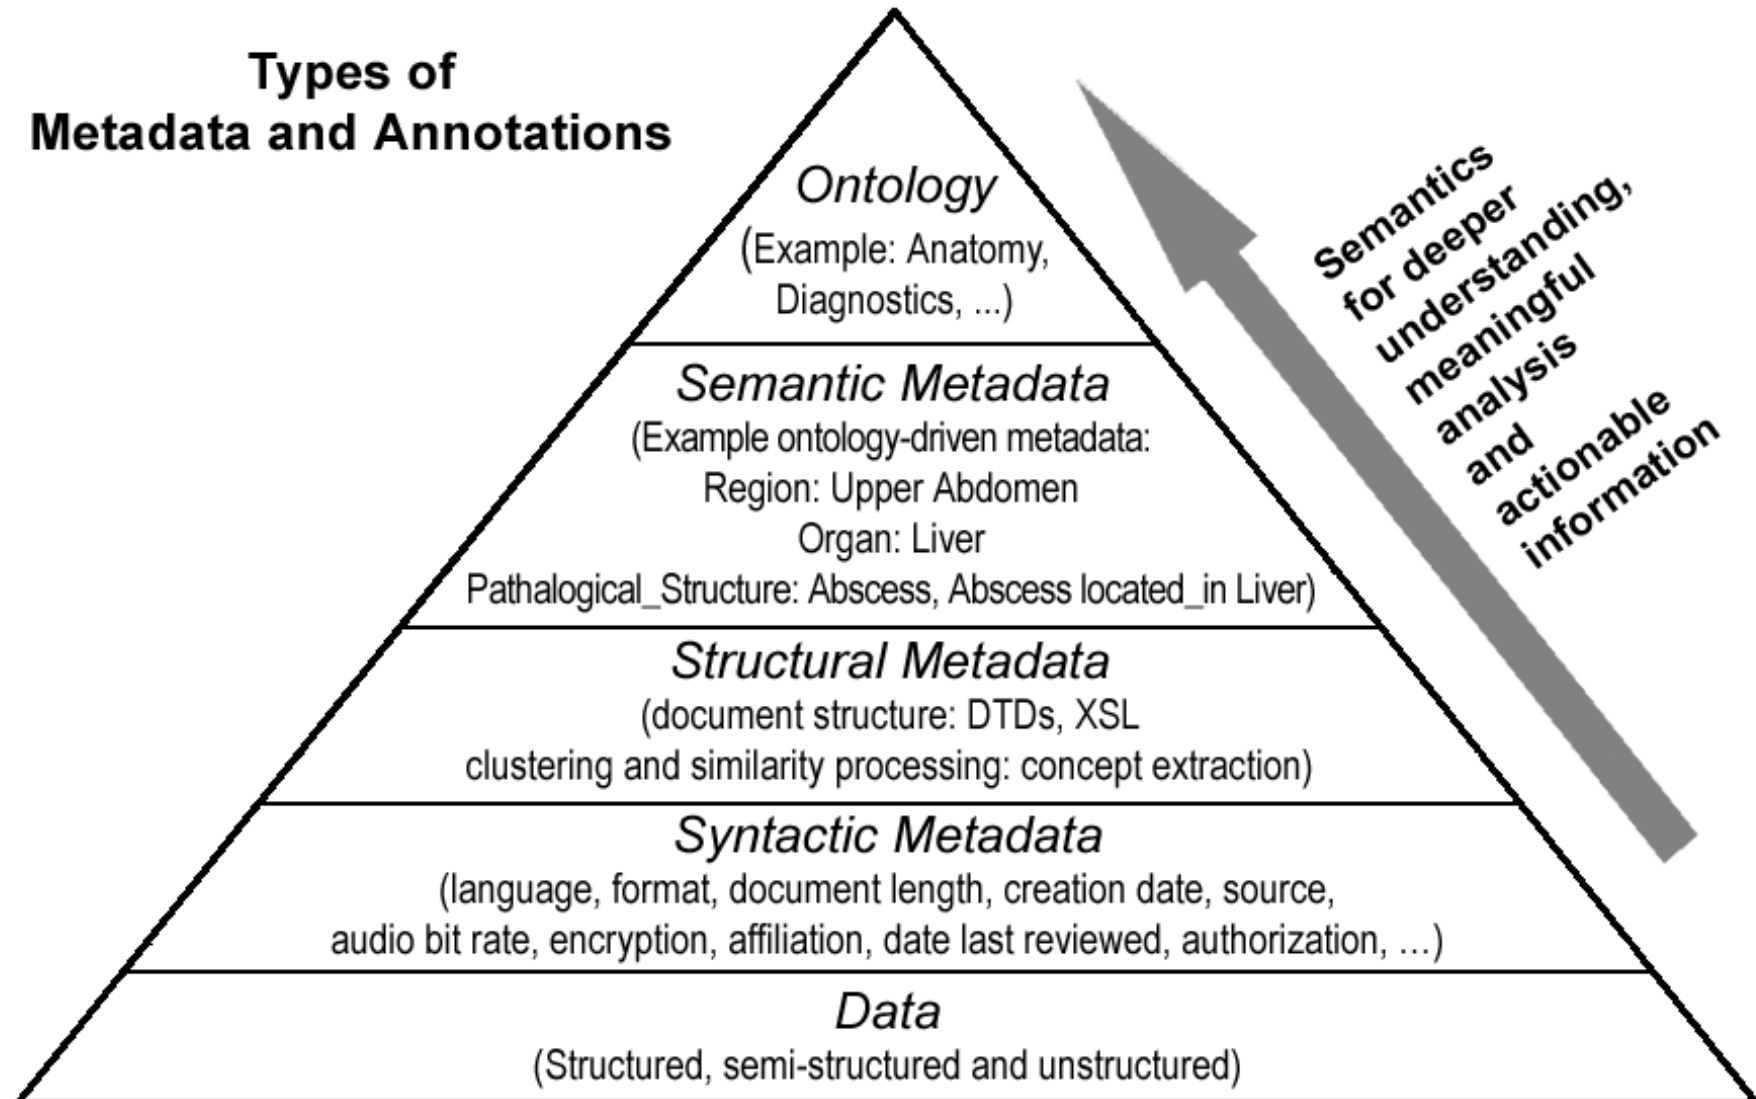 Types of
Metadata and Annotations
Ontology
(Example: Anatomy,
Diagnostics, ...)
Semantic Metadata
(Example ontology-driven metadata:
Region: Upper Abdomen
Organ: Liver
Pathalogical_Structure: Abscess, Abscess located_in Liver)
Structural Metadata
(document structure: DTDs, XSL
clustering and similarity processing: concept extraction)
Syntactic Metadata
(language, format, document length, creation date, source,
audio bit rate, encryption, affiliation, date last reviewed, authorization, …)
Data
(Structured, semi-structured and unstructured)
Semantics
for deeper
understanding,
meaningful
analysis
and
actionable
information